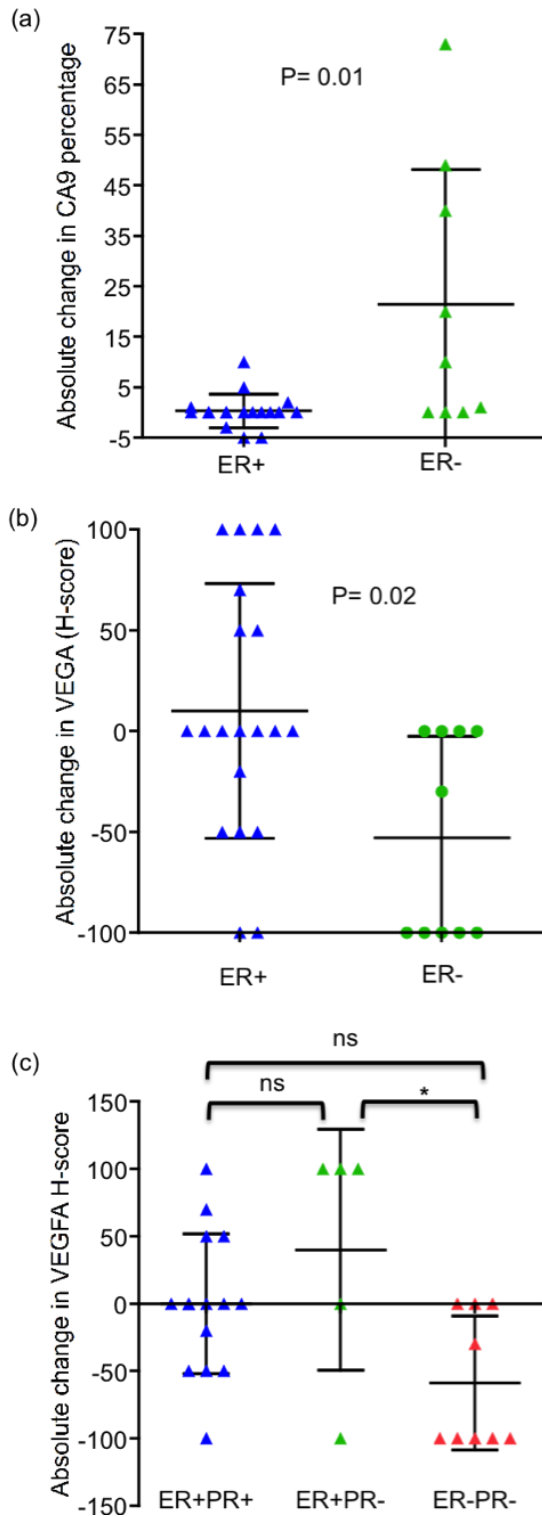 (a)
Absolute change in CA9 percentage
75
65
55
45
35
25
15
5
-5
P= 0.01
ER+
ER-
(b)
Absolute change in VEGA (H-score)
100
50
0
-50
-100
P= 0.02
ER+
ER-
(c)
ns
ns
*
Absolute change in VEGFA H-score
150
100
50
0
-50
-100
-150
ER+PR+
ER+PR-
ER-PR-